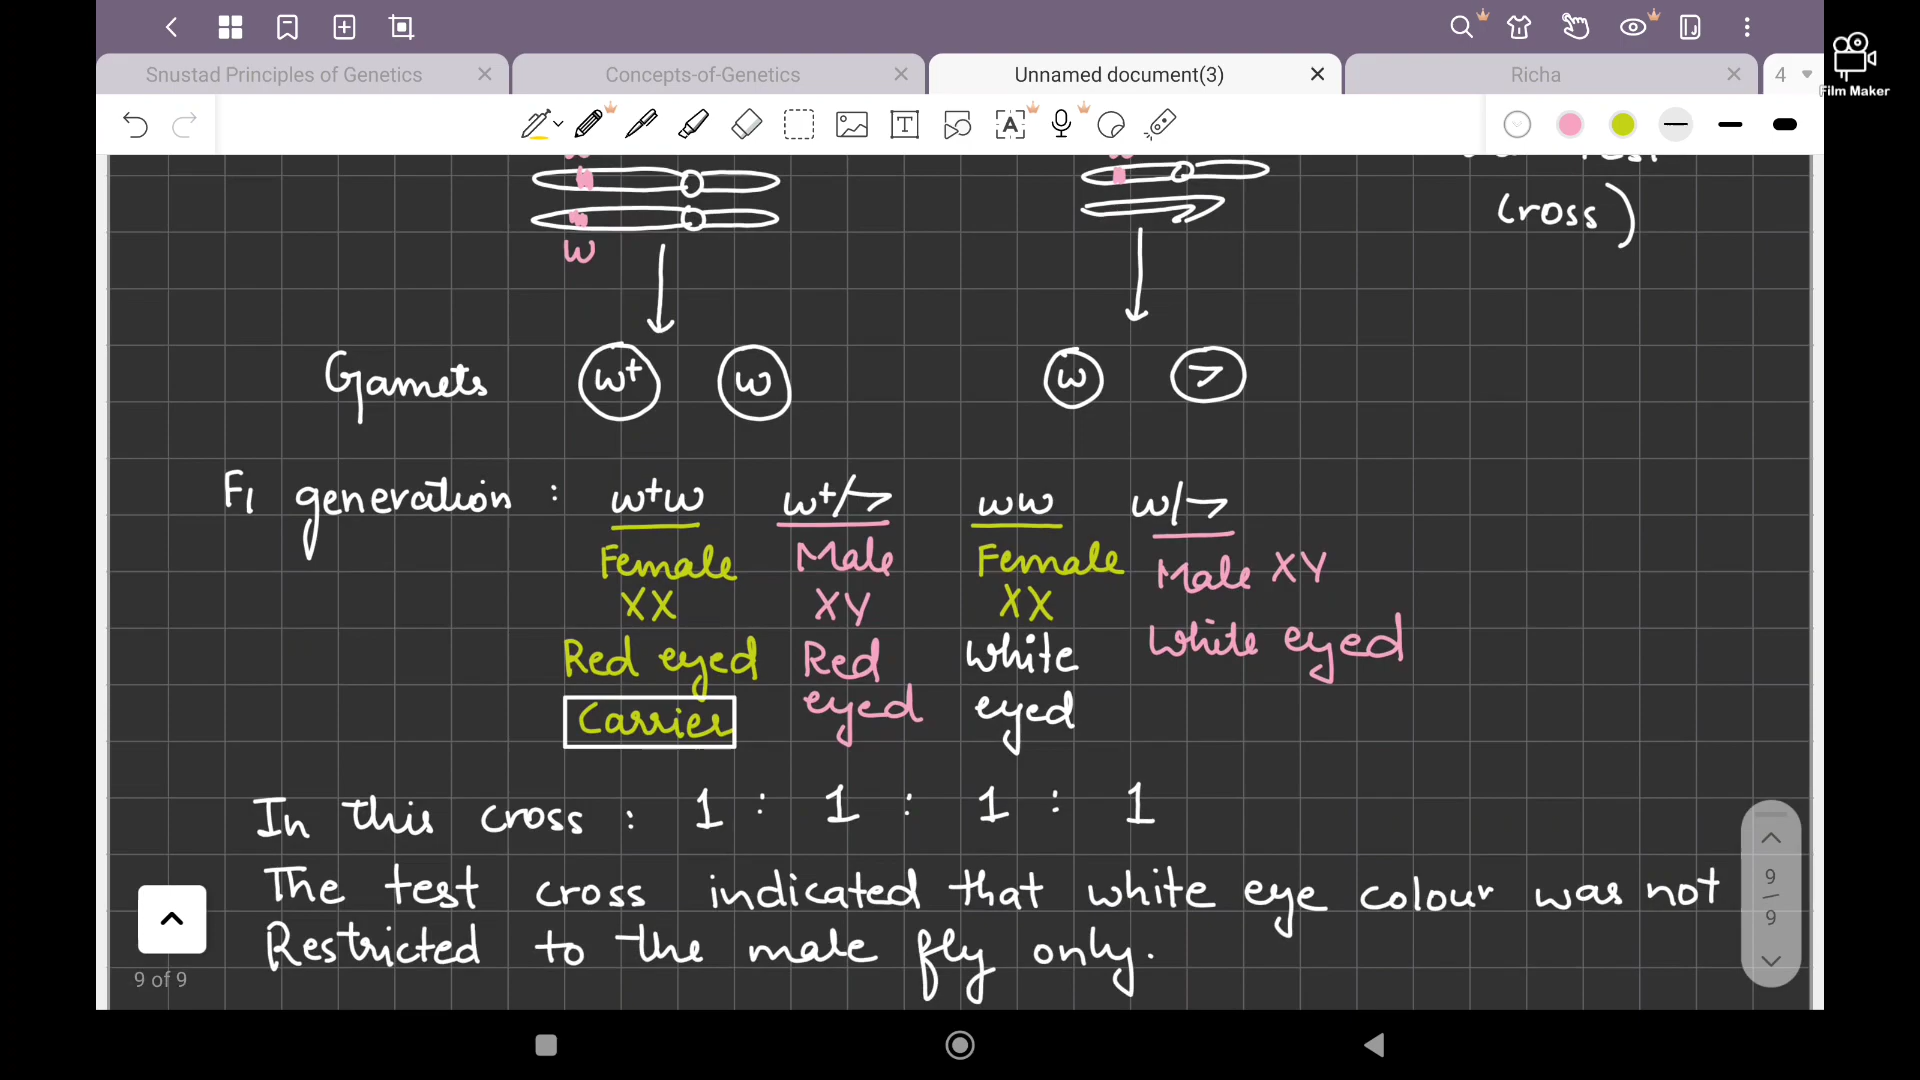 Snustad Principles of Genetics
Concepts-of-Genetics
Unnamed document(3)
Richa
4
Film Maker
cross)
w
Gamets w+ w w
F1 generation : w+w w+/ ww w/
Female Male Female Male XY
XX XY XX
Red eyed Red eyed White eyed White eyed
Carrier
In this cross : 1 : 1 : 1 : 1
The test cross indicated that white eye colour was not
Restricted to the male fly only.
9
9
9 of 9